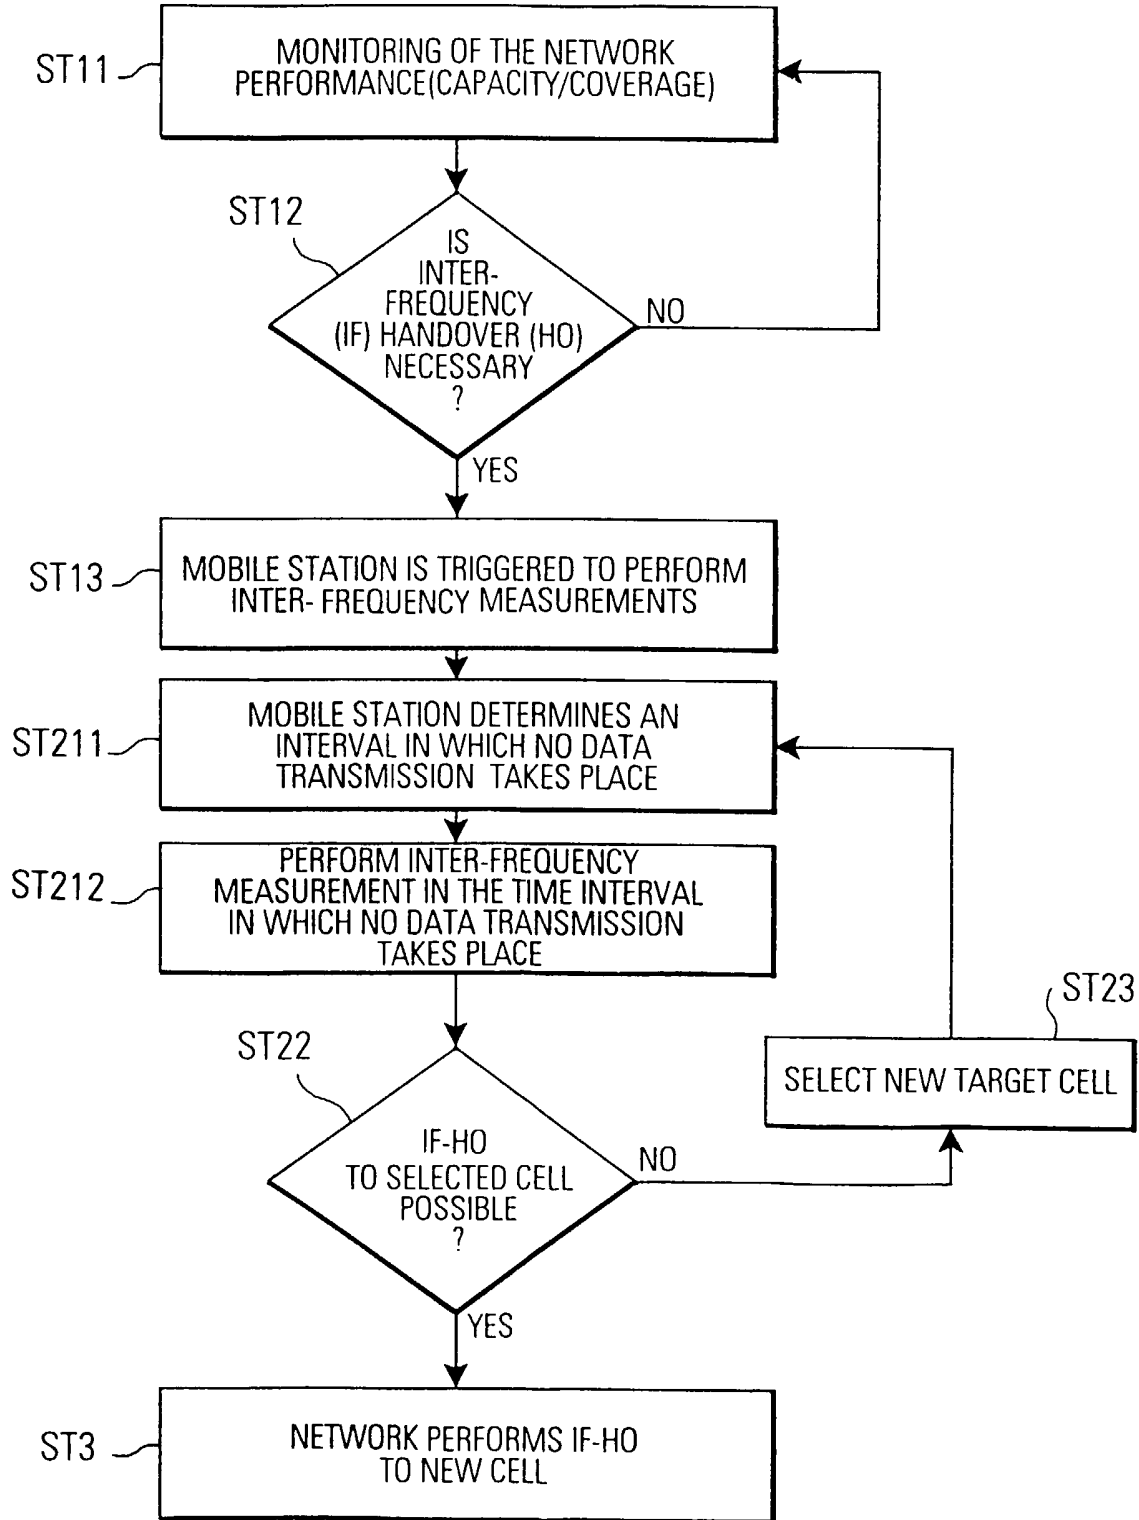 ST11
MONITORING OF THE NETWORK
PERFORMANCE(CAPACITY/COVERAGE)
ST12
IS
INTER-
FREQUENCY
(IF) HANDOVER (HO)
NECESSARY
?
NO
YES
ST13
MOBILE STATION IS TRIGGERED TO PERFORM
INTER- FREQUENCY MEASUREMENTS
ST211
MOBILE STATION DETERMINES AN
INTERVAL IN WHICH NO DATA
TRANSMISSION TAKES PLACE
ST212
PERFORM INTER-FREQUENCY
MEASUREMENT IN THE TIME INTERVAL
IN WHICH NO DATA TRANSMISSION
TAKES PLACE
ST23
SELECT NEW TARGET CELL
ST22
IF-HO
TO SELECTED CELL
POSSIBLE
?
NO
YES
ST3
NETWORK PERFORMS IF-HO
TO NEW CELL